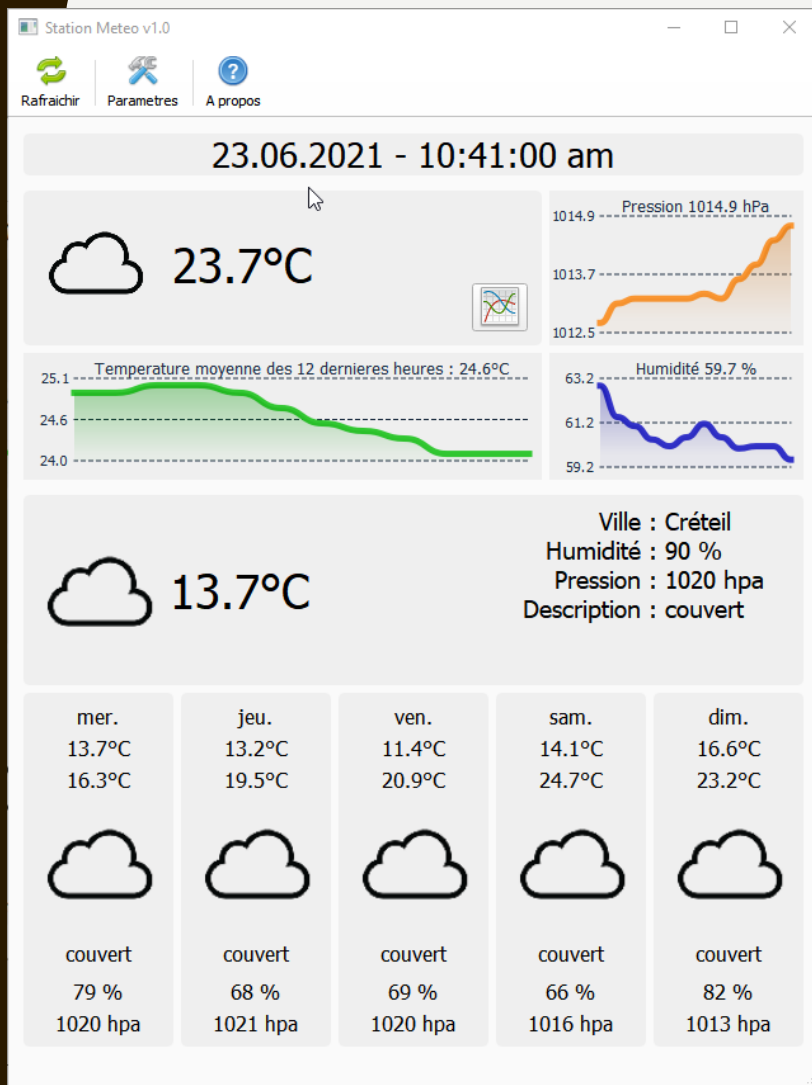 Station Meteo v1.0
Rafraichir Parametres A propos
23.06.2021 - 10:41:00 am
23.7°C
Pression 1014.9 hPa
1014.9
1013.7
1012.5
Temperature moyenne des 12 dernieres heures : 24.6°C
25.1
24.6
24.0
Humidité 59.7 %
63.2
61.2
59.2
13.7°C
Ville : Créteil
Humidité : 90 %
Pression : 1020 hpa
Description : couvert
mer.
13.7°C
16.3°C
couvert
79 %
1020 hpa
jeu.
13.2°C
19.5°C
couvert
68 %
1021 hpa
ven.
11.4°C
20.9°C
couvert
69 %
1020 hpa
sam.
14.1°C
24.7°C
couvert
66 %
1016 hpa
dim.
16.6°C
23.2°C
couvert
82 %
1013 hpa